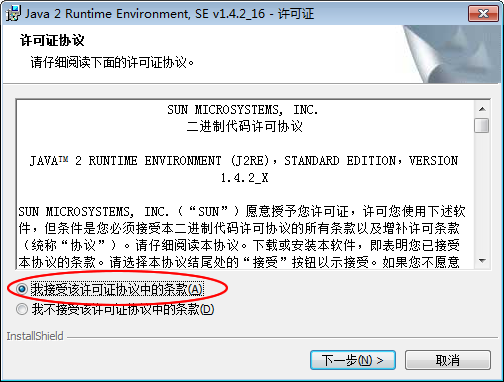 Java 2 Runtime Environment, SE v1.4.2_16 - 许可证
许可证协议
请仔细阅读下面的许可证协议。
SUN MICROSYSTEMS, INC.
二进制代码许可协议
JAVA™ 2 RUNTIME ENVIRONMENT (J2RE), STANDARD EDITION, VERSION
1.4.2_X
SUN MICROSYSTEMS, INC.(“SUN”)愿意授予您许可证，许可您使用下述软
件，但条件是您必须接受本二进制代码许可协议的所有条款以及增补许可条款
(统称“协议”)。请仔细阅读本协议。下载或安装本软件，即表明您已接受
本协议的条款。请选择本协议结尾处的“接受”按钮以示接受。如果您不愿意
我接受该许可证协议中的条款(A)
我不接受该许可证协议中的条款(D)
InstallShield
下一步(N) >
取消